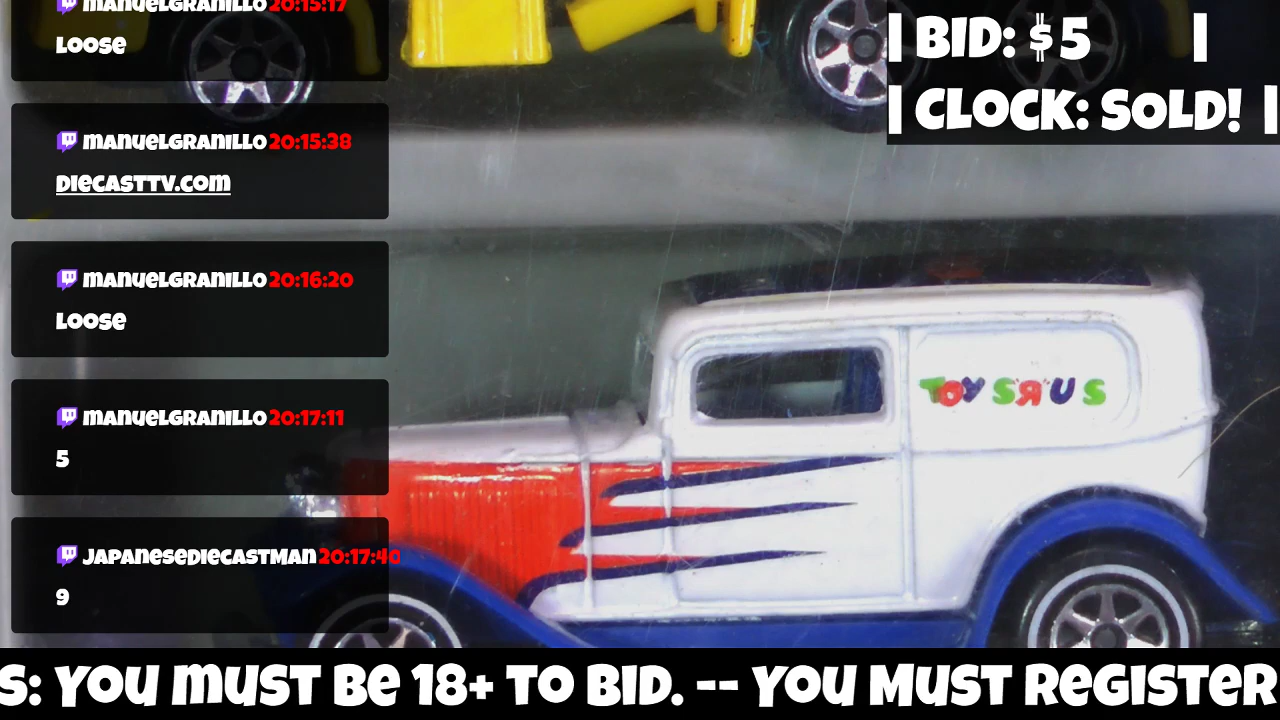 manuelgranillo 20:15:17
Loose
manuelgranillo 20:15:38
Diecasttv.com
manuelgranillo 20:16:20
Loose
manuelgranillo 20:17:11
5
japanesediecastman 20:17:40
9
| BID: $5 |
| CLOCK: SOLD! |
TOYS"R"US
S: You must be 18+ to bid. -- You Must Register